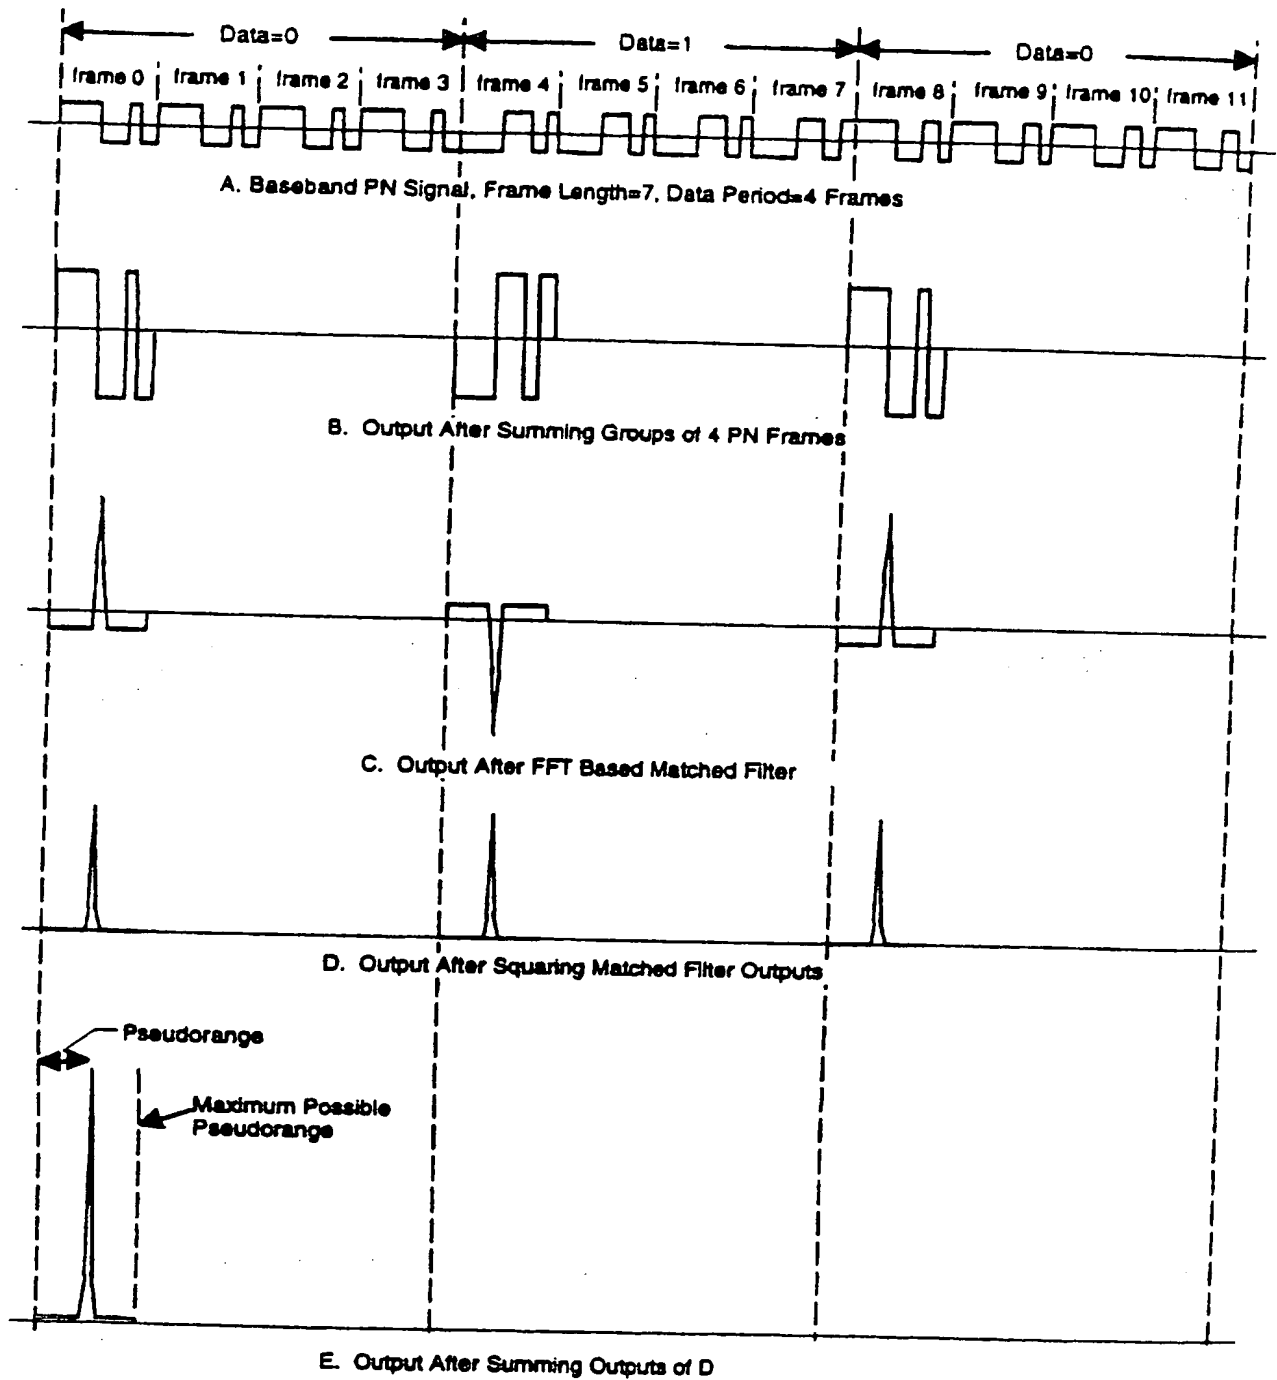 Data=0
Data=1
Data=0
frame 0 frame 1 frame 2 frame 3 frame 4 frame 5 frame 6 frame 7 frame 8 frame 9 frame 10 frame 11
A. Baseband PN Signal, Frame Length=7, Data Period=4 Frames
B. Output After Summing Groups of 4 PN Frames
C. Output After FFT Based Matched Filter
D. Output After Squaring Matched Filter Outputs
Pseudorange
Maximum Possible
Pseudorange
E. Output After Summing Outputs of D